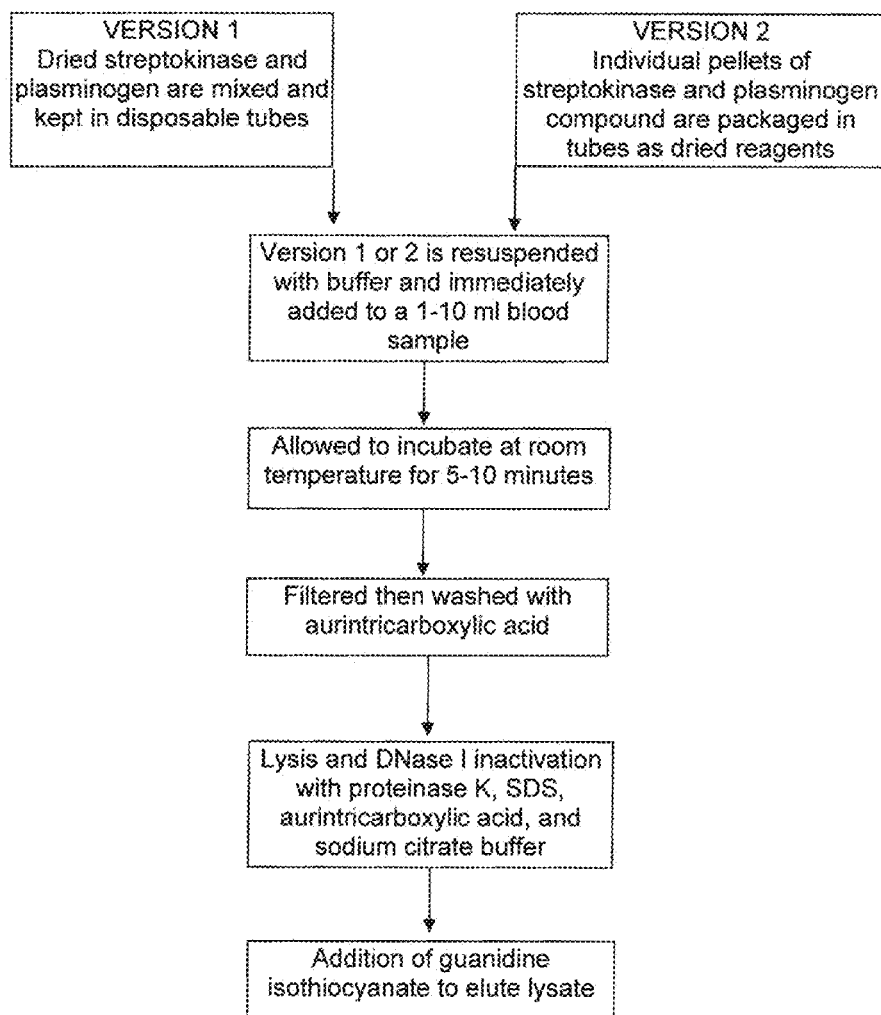 VERSION 1
Dried streptokinase and
plasminogen are mixed and
kept in disposable tubes
VERSION 2
Individual pellets of
streptokinase and plasminogen
compound are packaged in
tubes as dried reagents
Version 1 or 2 is resuspended
with buffer and immediately
added to a 1-10 ml blood
sample
Allowed to incubate at room
temperature for 5-10 minutes
Filtered then washed with
aurintricarboxylic acid
Lysis and DNase I inactivation
with proteinase K, SDS,
aurintricarboxylic acid, and
sodium citrate buffer
Addition of guanidine
isothiocyanate to elute lysate